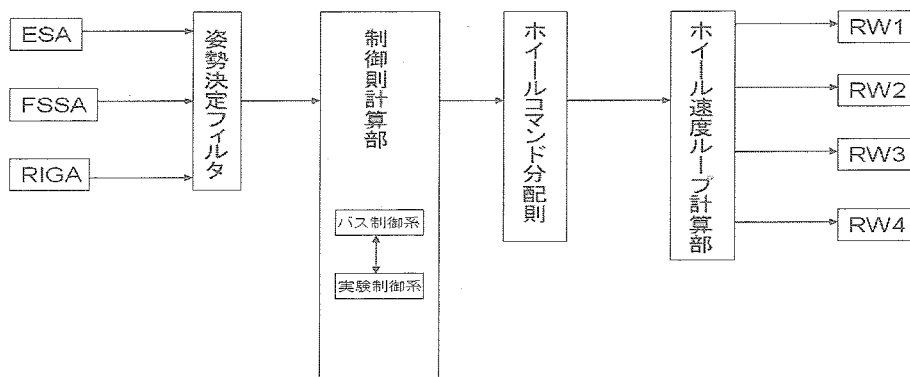 ESA
FSSA
RIGA
姿勢決定フィルタ
制御則計算部
バス制御系
実験制御系
ホイールコマンド分配則
ホイール速度ループ計算部
RW1
RW2
RW3
RW4